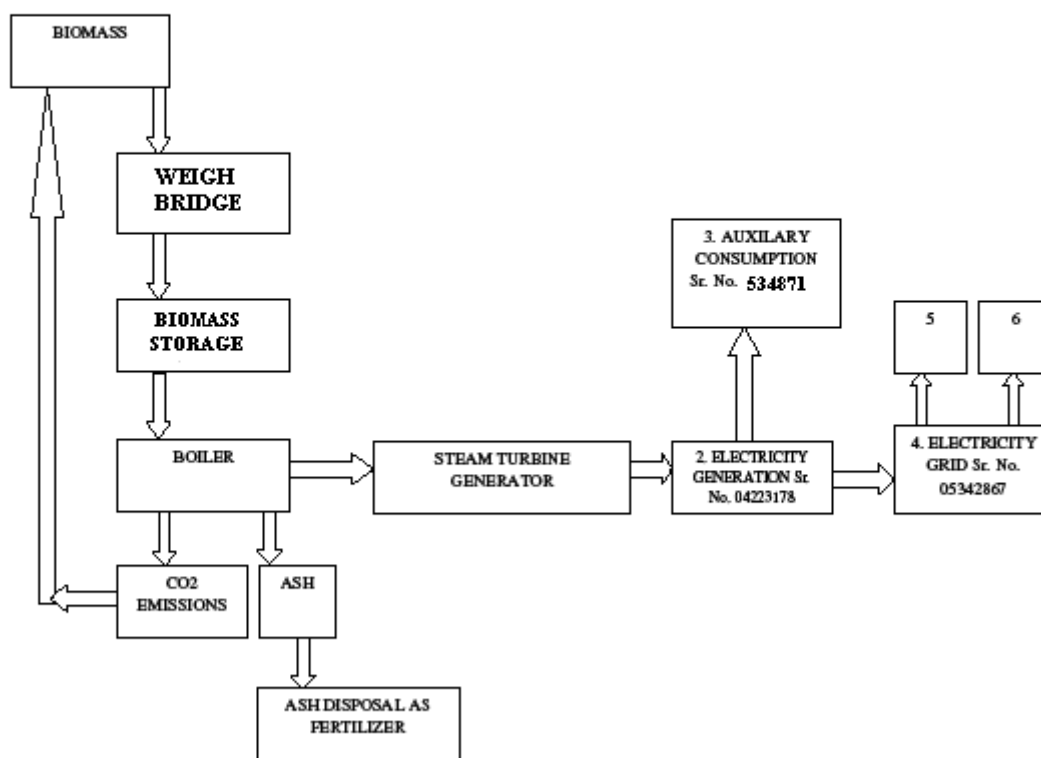 BIOMASS
WEIGH
BRIDGE
BIOMASS
STORAGE
BOILER
CO2
EMISSIONS
ASH
ASH DISPOSAL AS
FERTILIZER
STEAM TURBINE
GENERATOR
2. ELECTRICITY
GENERATION Sr.
No. 04223178
3. AUXILARY
CONSUMPTION
Sr. No. 534871
4. ELECTRICITY
GRID Sr. No.
05342867
5
6